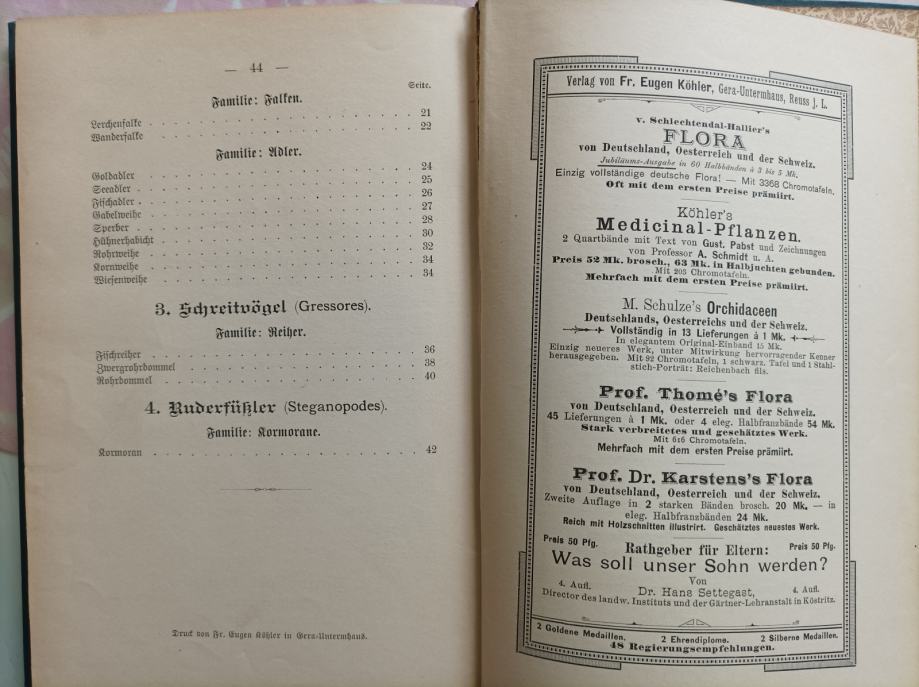 — 44 —
Seite.
Familie: Falken.
Lerchenfalke . . . . . . . . . . . . . . . . 21
Wanderfalke . . . . . . . . . . . . . . . . 22
Familie: Adler.
Goldadler . . . . . . . . . . . . . . . . 24
Seeadler . . . . . . . . . . . . . . . . 25
Fischadler . . . . . . . . . . . . . . . . 26
Gabelweihe . . . . . . . . . . . . . . . . 27
Sperber . . . . . . . . . . . . . . . . 28
Hühnerhabicht . . . . . . . . . . . . . . . . 30
Rohrweihe . . . . . . . . . . . . . . . . 32
Kornweihe . . . . . . . . . . . . . . . . 34
Wiesenweihe . . . . . . . . . . . . . . . . 34
3. Schreitvögel (Gressores).
Familie: Reiher.
Fischreiher . . . . . . . . . . . . . . . . 36
Zwergrohrdommel . . . . . . . . . . . . . . . . 38
Rohrdommel . . . . . . . . . . . . . . . . 40
4. Ruderfüßler (Steganopodes).
Familie: Kormorane.
Kormoran . . . . . . . . . . . . . . . . 42
Druck von Fr. Eugen Köhler in Gera-Untermhaus.
Verlag von Fr. Eugen Köhler, Gera-Untermhaus, Reuss j. L.
v. Schlechtendal-Hallier's
FLORA
von Deutschland, Oesterreich und der Schweiz.
Jubiläums-Ausgabe in 60 Halbbänden à 3 bis 5 Mk.
Einzig vollständige deutsche Flora! — Mit 3368 Chromotafeln.
Oft mit dem ersten Preise prämiirt.
Köhler's
Medicinal-Pflanzen.
2 Quartbände mit Text von Gust. Pabst und Zeichnungen
von Professor A. Schmidt u. A.
Preis 52 Mk. brosch., 63 Mk. in Halbjuchten gebunden.
Mit 203 Chromotafeln.
Mehrfach mit dem ersten Preise prämiirt.
M. Schulze's Orchidaceen
Deutschlands, Oesterreichs und der Schweiz.
Vollständig in 13 Lieferungen à 1 Mk.
In elegantem Original-Einband 15 Mk.
Einzig neueres Werk, unter Mitwirkung hervorragender Kenner
herausgegeben. Mit 92 Chromotafeln, 1 schwarz. Tafel und 1 Stahl-
stich-Porträt: Reichenbach fils.
Prof. Thomé's Flora
von Deutschland, Oesterreich und der Schweiz.
45 Lieferungen à 1 Mk. oder 4 eleg. Halbfranzbände 54 Mk.
Stark verbreitetes und geschätztes Werk.
Mit 616 Chromotafeln.
Mehrfach mit dem ersten Preise prämiirt.
Prof. Dr. Karstens's Flora
von Deutschland, Oesterreich und der Schweiz.
Zweite Auflage in 2 starken Bänden brosch. 20 Mk. — in
eleg. Halbfranzbänden 24 Mk.
Reich mit Holzschnitten illustrirt. Geschätztes neuestes Werk.
Preis 50 Pfg. Rathgeber für Eltern: Preis 50 Pfg.
Was soll unser Sohn werden?
Von
4. Aufl. Dr. Hans Settegast, 4. Aufl.
Director des landw. Instituts und der Gärtner-Lehranstalt in Köstritz.
2 Goldene Medaillen. 2 Ehrendiplome. 2 Silberne Medaillen.
48 Regierungsempfehlungen.